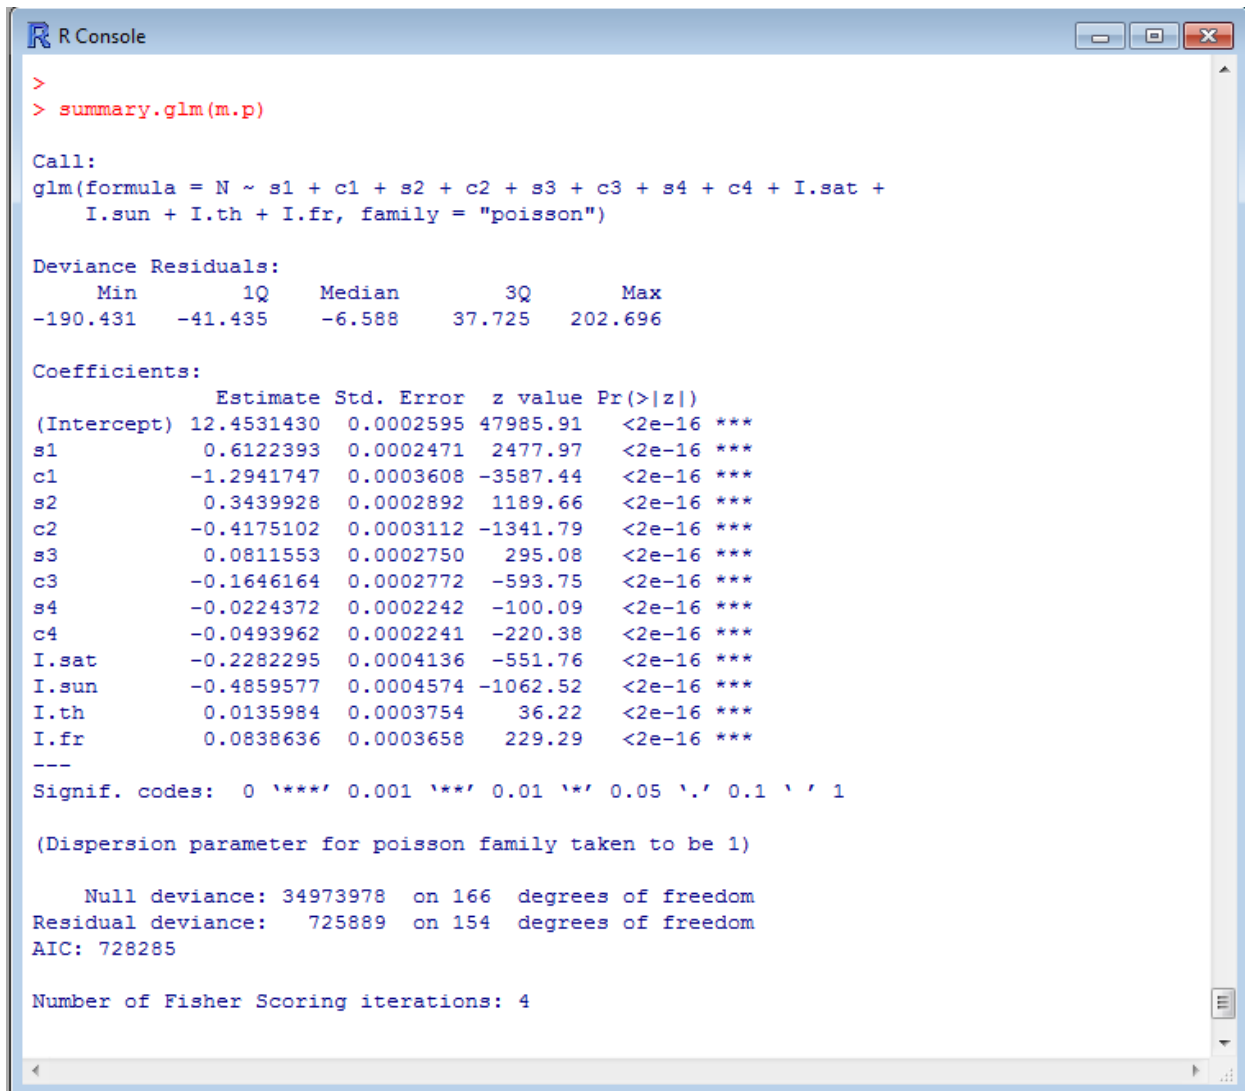 R Console
>
> summary.glm(m.p)
Call:
glm(formula = N ~ s1 + c1 + s2 + c2 + s3 + c3 + s4 + c4 + I.sat +
    I.sun + I.th + I.fr, family = "poisson")
Deviance Residuals:
     Min       1Q   Median       3Q      Max
-190.431  -41.435   -6.588   37.725  202.696
Coefficients:
              Estimate Std. Error  z value Pr(>|z|)
(Intercept) 12.4531430  0.0002595 47985.91   <2e-16 ***
s1           0.6122393  0.0002471  2477.97   <2e-16 ***
c1          -1.2941747  0.0003608 -3587.44   <2e-16 ***
s2           0.3439928  0.0002892  1189.66   <2e-16 ***
c2          -0.4175102  0.0003112 -1341.79   <2e-16 ***
s3           0.0811553  0.0002750   295.08   <2e-16 ***
c3          -0.1646164  0.0002772  -593.75   <2e-16 ***
s4          -0.0224372  0.0002242  -100.09   <2e-16 ***
c4          -0.0493962  0.0002241  -220.38   <2e-16 ***
I.sat       -0.2282295  0.0004136  -551.76   <2e-16 ***
I.sun       -0.4859577  0.0004574 -1062.52   <2e-16 ***
I.th         0.0135984  0.0003754    36.22   <2e-16 ***
I.fr         0.0838636  0.0003658   229.29   <2e-16 ***
---
Signif. codes:  0 ‘***’ 0.001 ‘**’ 0.01 ‘*’ 0.05 ‘.’ 0.1 ‘ ’ 1
(Dispersion parameter for poisson family taken to be 1)
    Null deviance: 34973978  on 166  degrees of freedom
Residual deviance:   725889  on 154  degrees of freedom
AIC: 728285
Number of Fisher Scoring iterations: 4